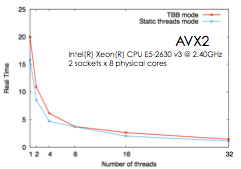 25
TBB mode
Static threads mode
20
AVX2
Intel(R) Xeon(R) CPU E5-2630 v3 @ 2.40GHz
2 sockets x 8 physical cores
15
Real Time
10
5
0
1 2 4 8 16 32
Number of threads